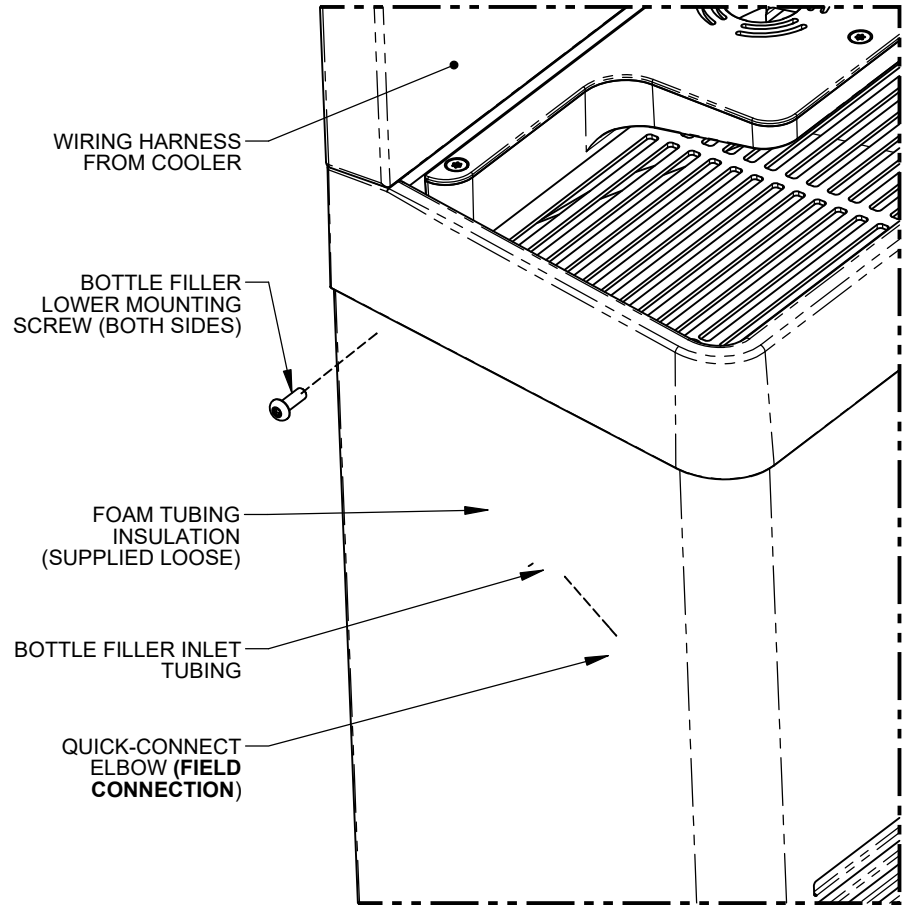 WIRING HARNESS
FROM COOLER
BOTTLE FILLER
LOWER MOUNTING
SCREW (BOTH SIDES)
FOAM TUBING
INSULATION
(SUPPLIED LOOSE)
BOTTLE FILLER INLET
TUBING
QUICK-CONNECT
ELBOW (FIELD
CONNECTION)